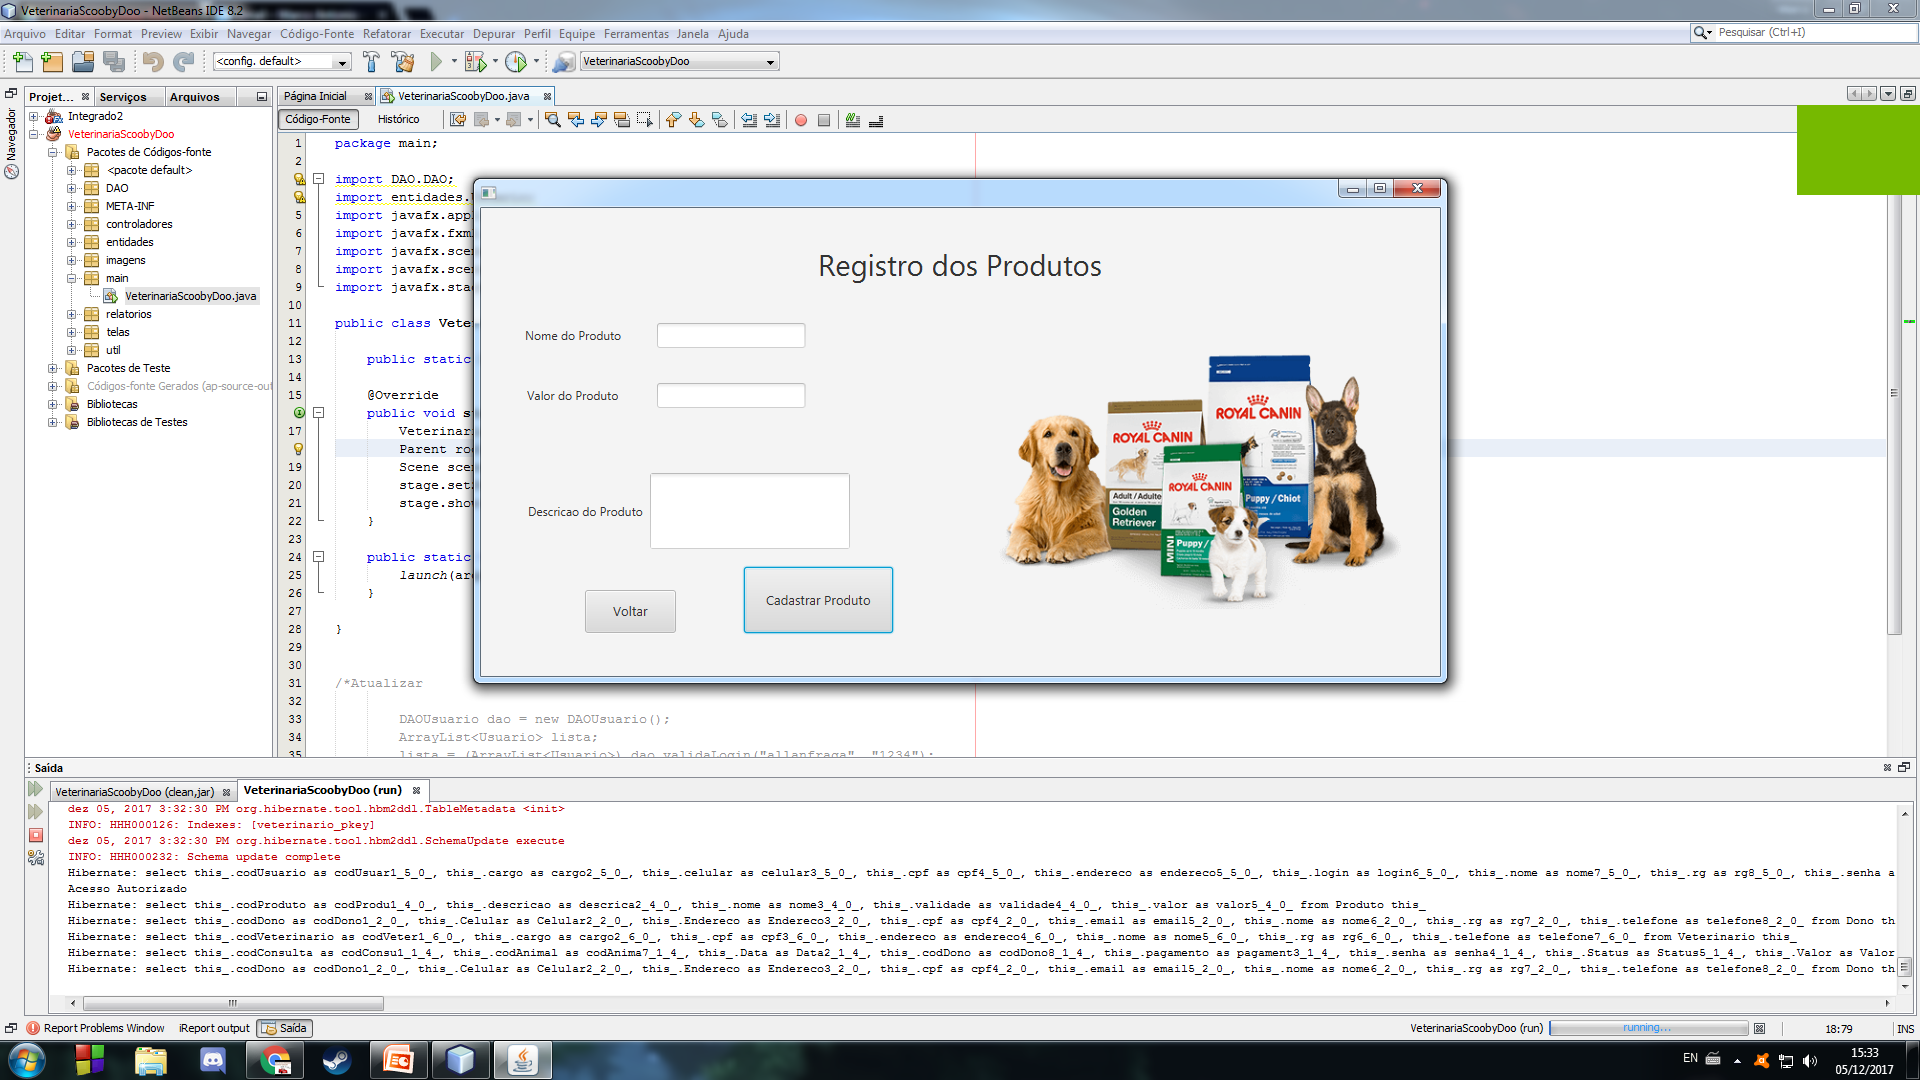 VeterinariaScoobyDoo - NetBeans IDE 8.2
Arquivo Editar Format Preview Exibir Navegar Código-Fonte Refatorar Executar Depurar Perfil Equipe Ferramentas Janela Ajuda
Pesquisar (Ctrl+I)
<config. default>
VeterinariaScoobyDoo
Navegador
Projet... Serviços Arquivos
Integrado2
VeterinariaScoobyDoo
Pacotes de Códigos-fonte
<pacote default>
DAO
META-INF
controladores
entidades
imagens
main
VeterinariaScoobyDoo.java
relatorios
telas
util
Pacotes de Teste
Códigos-fonte Gerados (ap-source-out
Bibliotecas
Bibliotecas de Testes
Página Inicial VeterinariaScoobyDoo.java
Código-Fonte Histórico
1 package main;
2
import DAO.DAO;
import entidades.
5 import javafx.app
6 import javafx.fxm
7 import javafx.sce
8 import javafx.sce
9 import javafx.sta
10
11 public class Vete
12
13 public static
14
15 @Override
public void s
17 Veterinar
Parent ro
19 Scene sce
20 stage.set
21 stage.sho
22 }
23
24 public static
25 launch(ar
26 }
27
28 }
29
30
31 /*Atualizar
32
33 DAOUsuario dao = new DAOUsuario();
34 ArrayList<Usuario> lista;
35 lista = (ArrayList<Usuario>) dao.validaLogin("allanfraga", "1234");
Registro dos Produtos
Nome do Produto
Valor do Produto
Descricao do Produto
Voltar
Cadastrar Produto
ROYAL CANIN
Adult/Adulte
Golden
Retriever
ROYAL CANIN
Puppy/Chiot
ROYAL CANIN
MINI
Puppy/
Saída
VeterinariaScoobyDoo (clean,jar) VeterinariaScoobyDoo (run)
dez 05, 2017 3:32:30 PM org.hibernate.tool.hbm2ddl.TableMetadata <init>
INFO: HHH000126: Indexes: [veterinario_pkey]
dez 05, 2017 3:32:30 PM org.hibernate.tool.hbm2ddl.SchemaUpdate execute
INFO: HHH000232: Schema update complete
Hibernate: select this_.codUsuario as codUsuar1_5_0_, this_.cargo as cargo2_5_0_, this_.celular as celular3_5_0_, this_.cpf as cpf4_5_0_, this_.endereco as endereco5_5_0_, this_.login as login6_5_0_, this_.nome as nome7_5_0_, this_.rg as rg8_5_0_, this_.senha a
Acesso Autorizado
Hibernate: select this_.codProduto as codProdu1_4_0_, this_.descricao as descrica2_4_0_, this_.nome as nome3_4_0_, this_.validade as validade4_4_0_, this_.valor as valor5_4_0_ from Produto this_
Hibernate: select this_.codDono as codDono1_2_0_, this_.Celular as Celular2_2_0_, this_.Endereco as Endereco3_2_0_, this_.cpf as cpf4_2_0_, this_.email as email5_2_0_, this_.nome as nome6_2_0_, this_.rg as rg7_2_0_, this_.telefone as telefone8_2_0_ from Dono th
Hibernate: select this_.codVeterinario as codVeter1_6_0_, this_.cargo as cargo2_6_0_, this_.cpf as cpf3_6_0_, this_.endereco as endereco4_6_0_, this_.nome as nome5_6_0_, this_.rg as rg6_6_0_, this_.telefone as telefone7_6_0_ from Veterinario this_
Hibernate: select this_.codConsulta as codConsu1_1_4_, this_.codAnimal as codAnima7_1_4_, this_.Data as Data2_1_4_, this_.codDono as codDono8_1_4_, this_.pagamento as pagament3_1_4_, this_.senha as senha4_1_4_, this_.Status as Status5_1_4_, this_.Valor as Valor
Hibernate: select this_.codDono as codDono1_2_0_, this_.Celular as Celular2_2_0_, this_.Endereco as Endereco3_2_0_, this_.cpf as cpf4_2_0_, this_.email as email5_2_0_, this_.nome as nome6_2_0_, this_.rg as rg7_2_0_, this_.telefone as telefone8_2_0_ from Dono th
Report Problems Window iReport output Saída
VeterinariaScoobyDoo (run) running... 18:79 INS
EN
15:33
05/12/2017